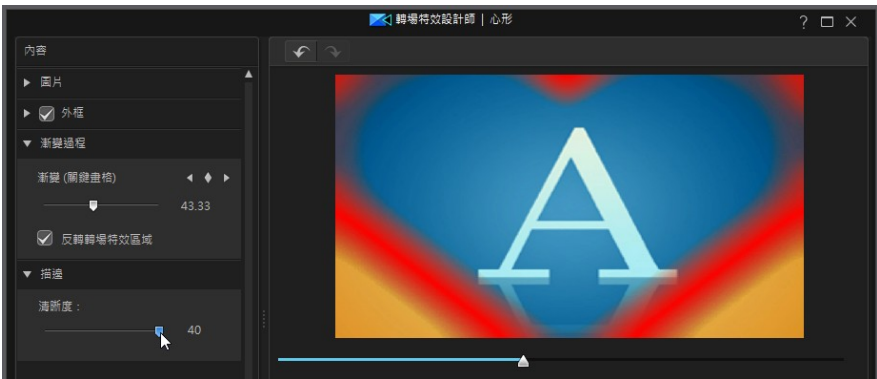 轉場特效設計師 | 心形
內容
圖片
外框
漸變過程
漸變 (關鍵畫格)
43.33
反轉轉場特效區域
描邊
清晰度：
40
A